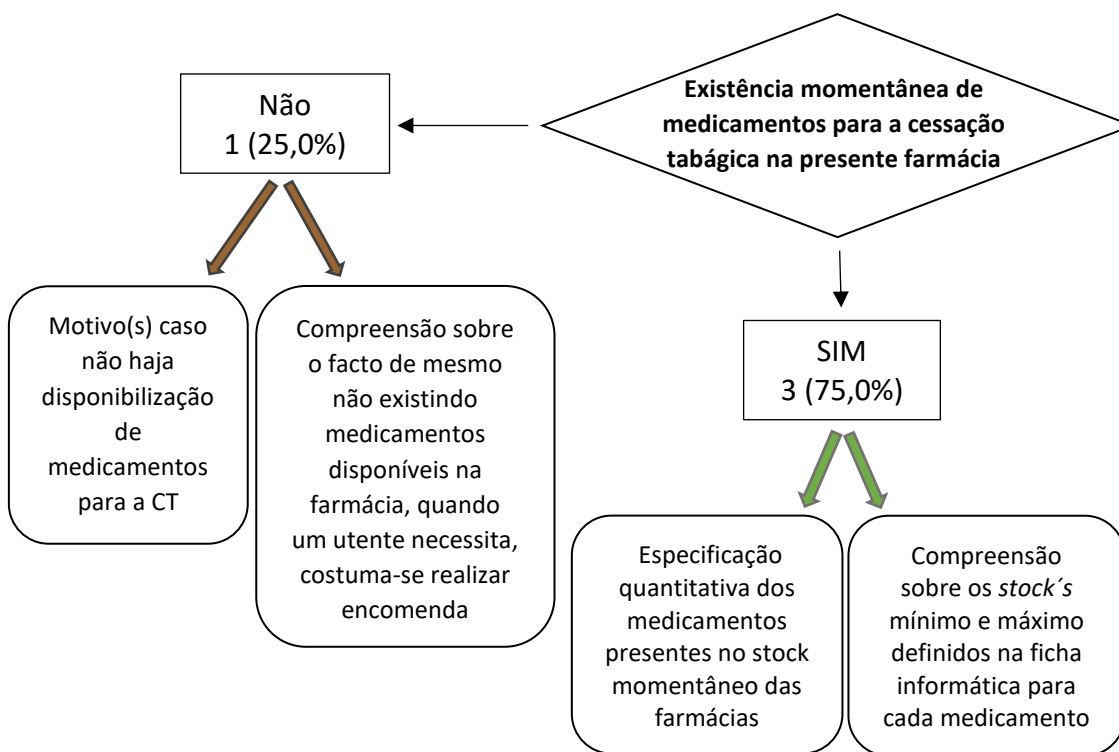 Existência momentânea de
medicamentos para a cessação
tabágica na presente farmácia
Não
1 (25,0%)
Motivo(s) caso
não haja
disponibilização
de
medicamentos
para a CT
Compreensão sobre
o facto de mesmo
não existindo
medicamentos
disponíveis na
farmácia, quando
um utente necessita,
costuma-se realizar
encomenda
SIM
3 (75,0%)
Especificação
quantitativa dos
medicamentos
presentes no stock
momentâneo das
farmácias
Compreensão
sobre os stock´s
mínimo e máximo
definidos na ficha
informática para
cada medicamento